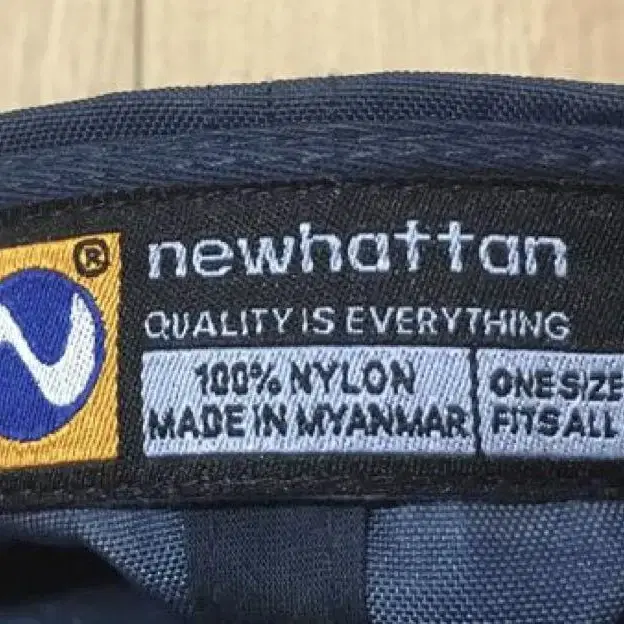 ®
newhattan
QUALITY IS EVERYTHING
100% NYLON
MADE IN MYANMAR
ONE SIZE
FITS ALL